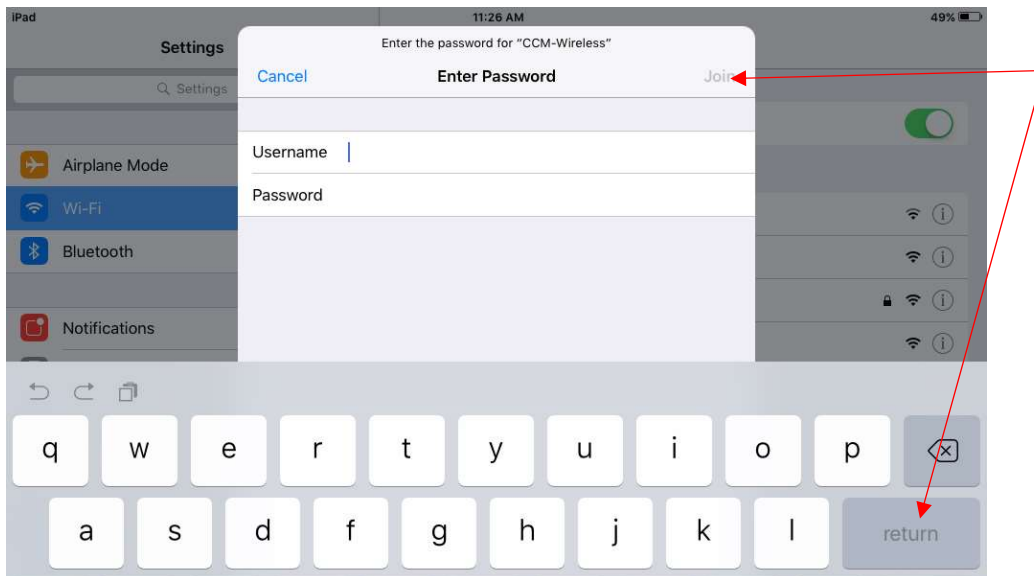 iPad 11:26 AM 49%
Settings
Enter the password for "CCM-Wireless"
Cancel Enter Password Join
Settings
Username
Airplane Mode
Password
Wi-Fi
Bluetooth
Notifications
q w e r t y u i o p
a s d f g h j k l return